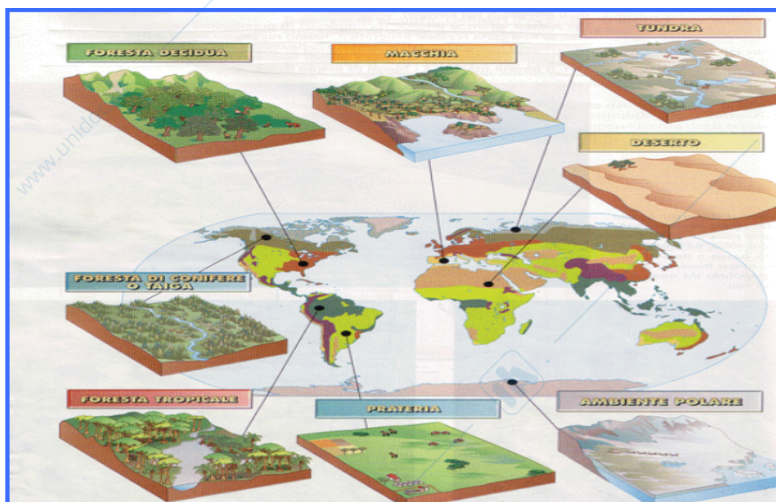 FORESTA DECIDUA
MACCHIA
TUNDRA
DESERTO
FORESTA DI CONIFERE
O TAIGA
FORESTA TROPICALE
PRATERIA
AMBIENTE POLARE